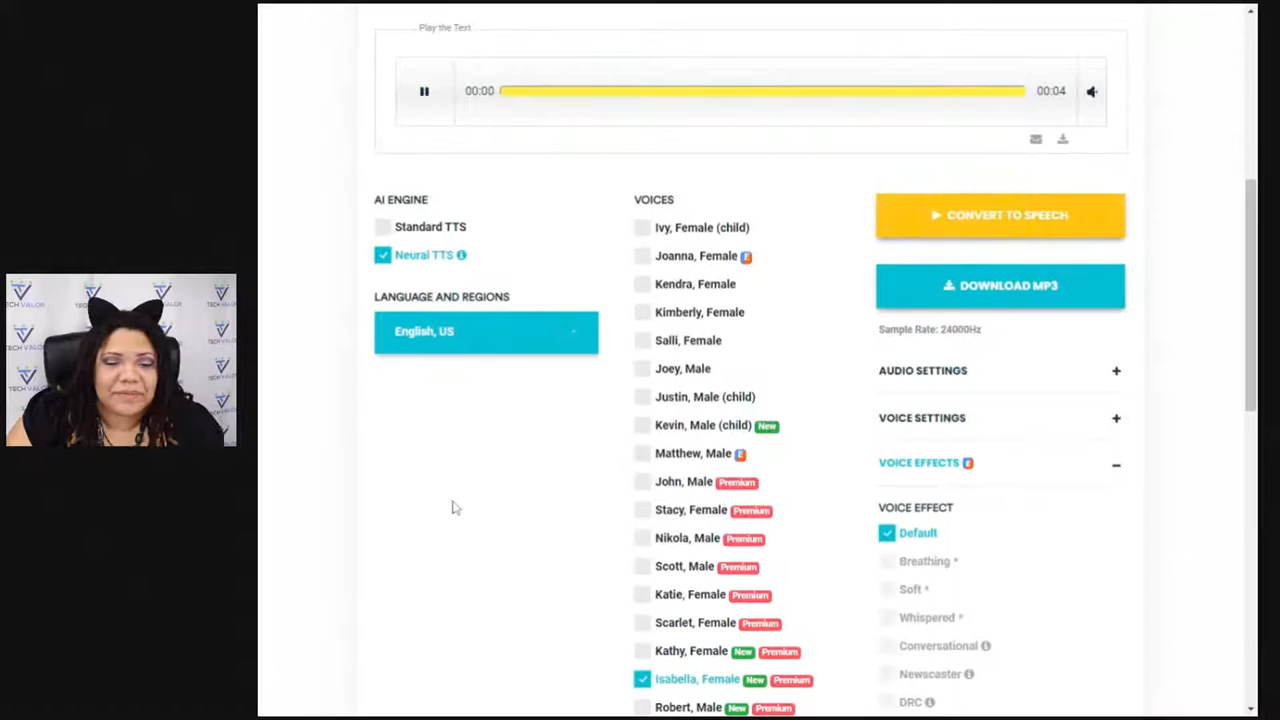 Play the Text
00:00
00:04
AI ENGINE
Standard TTS
Neural TTS
LANGUAGE AND REGIONS
English, US
VOICES
Ivy, Female (child)
Joanna, Female E
Kendra, Female
Kimberly, Female
Salli, Female
Joey, Male
Justin, Male (child)
Kevin, Male (child) New
Matthew, Male E
John, Male Premium
Stacy, Female Premium
Nikola, Male Premium
Scott, Male Premium
Katie, Female Premium
Scarlet, Female Premium
Kathy, Female New Premium
Isabella, Female New Premium
Robert, Male New Premium
CONVERT TO SPEECH
DOWNLOAD MP3
Sample Rate: 24000Hz
AUDIO SETTINGS +
VOICE SETTINGS +
VOICE EFFECTS E −
VOICE EFFECT
Default
Breathing *
Soft *
Whispered *
Conversational
Newscaster
DRC
TECH VALOR
TECH VALOR